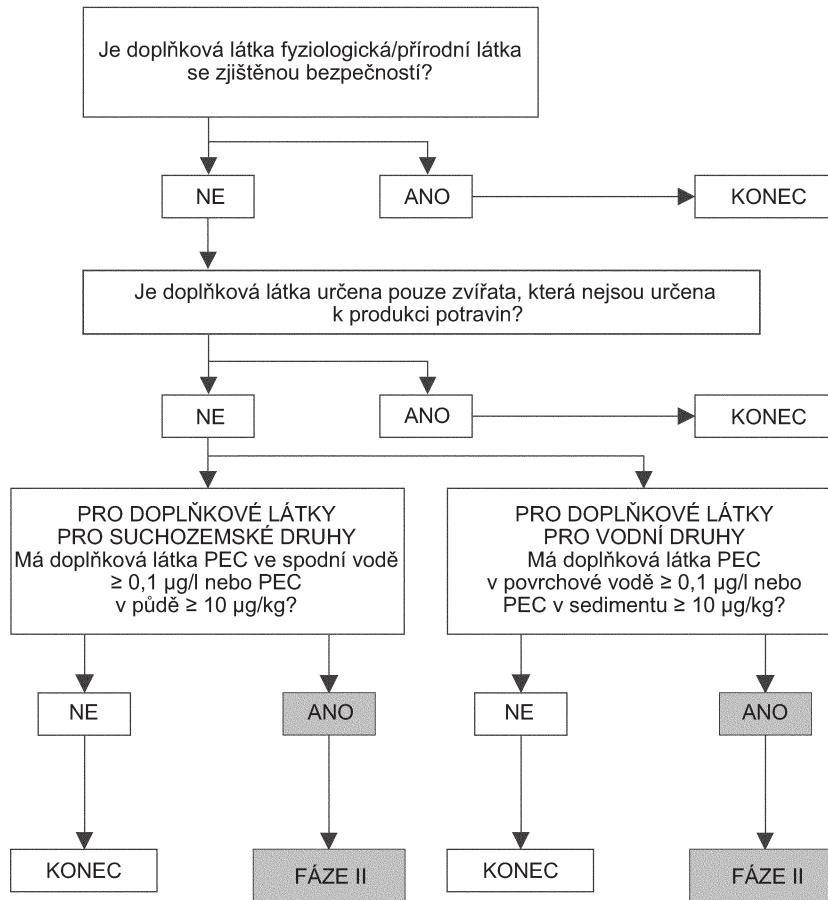 Je doplňková látka fyziologická/přírodní látka
se zjištěnou bezpečností?
NE
ANO
KONEC
Je doplňková látka určena pouze zvířata, která nejsou určena
k produkci potravin?
NE
ANO
KONEC
PRO DOPLŇKOVÉ LÁTKY
PRO SUCHOZEMSKÉ DRUHY
Má doplňková látka PEC ve spodní vodě
≥ 0,1 µg/l nebo PEC
v půdě ≥ 10 µg/kg?
PRO DOPLŇKOVÉ LÁTKY
PRO VODNÍ DRUHY
Má doplňková látka PEC
v povrchové vodě ≥ 0,1 µg/l nebo
PEC v sedimentu ≥ 10 µg/kg?
NE
ANO
NE
ANO
KONEC
FÁZE II
KONEC
FÁZE II